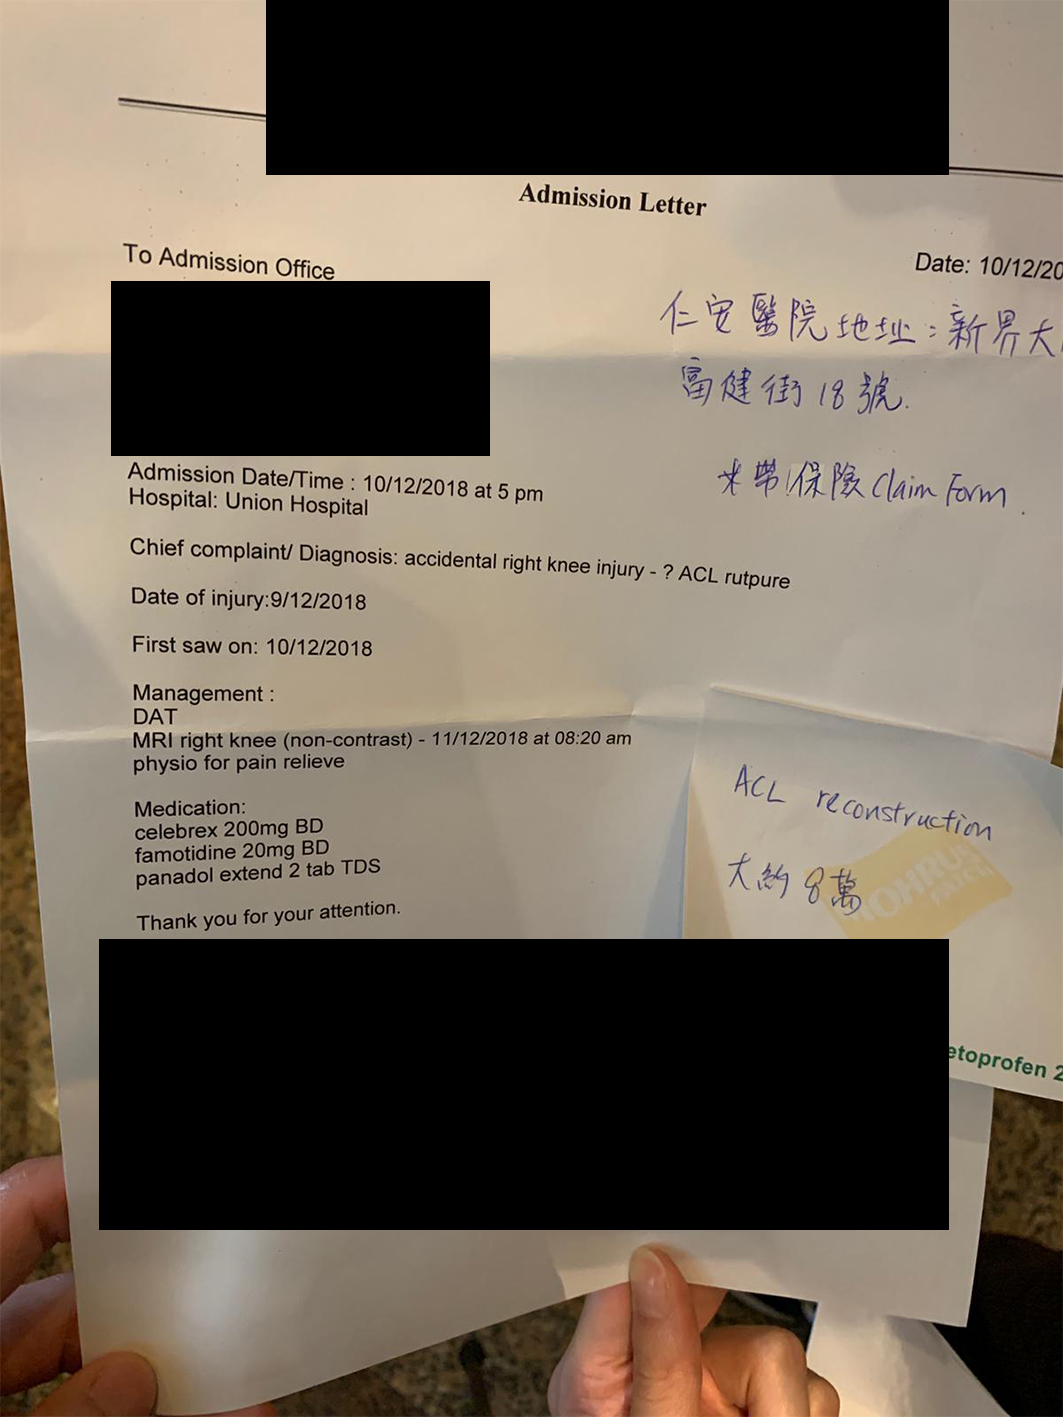 Admission Letter
To Admission Office
Date: 10/12/20
仁安醫院地址：新界大
富健街18號.
Admission Date/Time : 10/12/2018 at 5 pm
Hospital: Union Hospital
帶保險 Claim Form.
Chief complaint/ Diagnosis: accidental right knee injury - ? ACL rutpure
Date of injury:9/12/2018
First saw on: 10/12/2018
Management :
DAT
MRI right knee (non-contrast) - 11/12/2018 at 08:20 am
physio for pain relieve
Medication:
celebrex 200mg BD
famotidine 20mg BD
panadol extend 2 tab TDS
Thank you for your attention.
ACL reconstruction
大約8萬
etoprofen 2